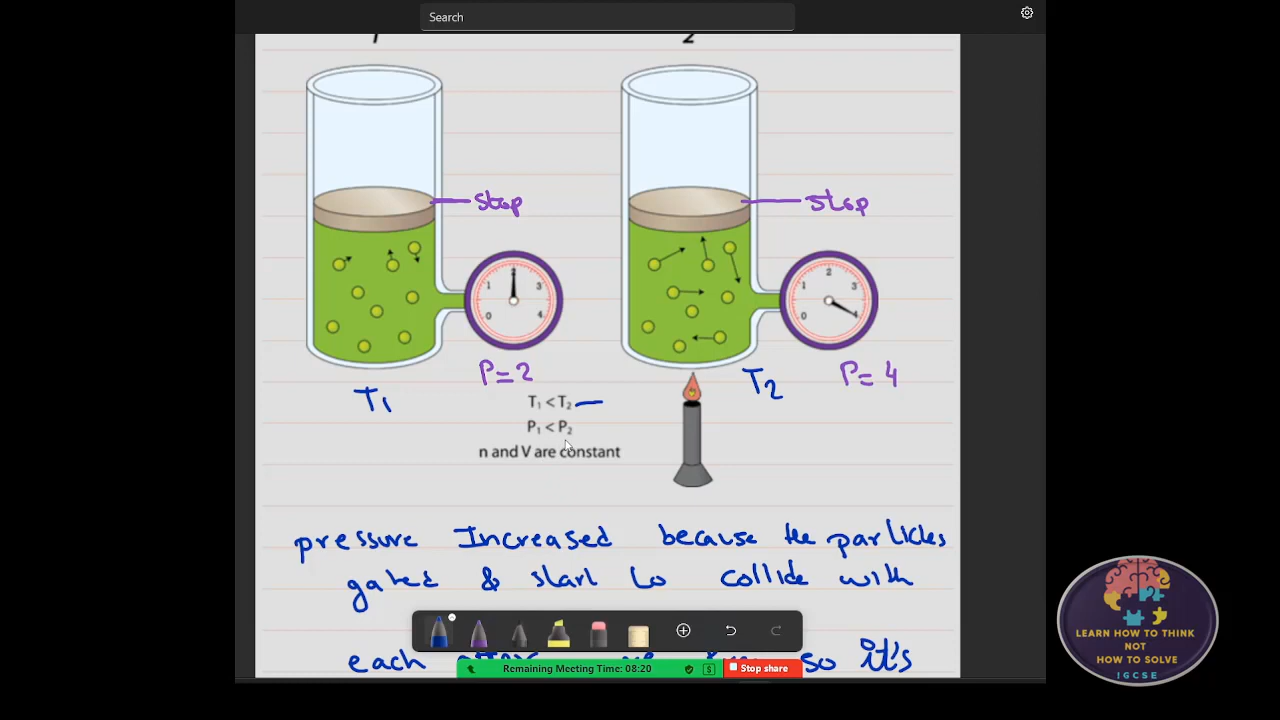 Search
1 2
Stop Stop
1 2 3 0 4
1 2 3 0 4
P=2 P=4
T1 T2
T₁ < T₂
P₁ < P₂
n and V are constant
pressure Increased because the particles
& start to collide with
each so it's
Remaining Meeting Time: 08:20 $ Stop share
LEARN HOW TO THINK
NOT
HOW TO SOLVE
!GCSE